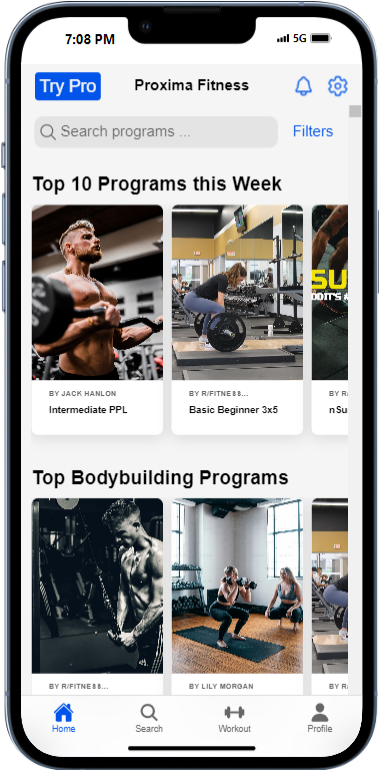 7:08 PM
5G
Try Pro
Proxima Fitness
Search programs ...
Filters
Top 10 Programs this Week
SU
BY JACK HANLON
Intermediate PPL
BY R/FITNESS...
Basic Beginner 3x5
BY R/
nSu
Top Bodybuilding Programs
BY R/FITNESS...
BY LILY MORGAN
BY R/
Home
Search
Workout
Profile